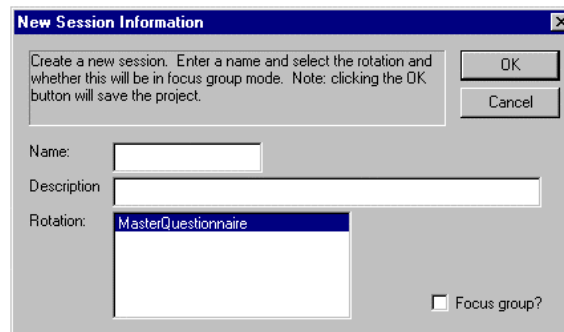 New Session Information
Create a new session. Enter a name and select the rotation and
whether this will be in focus group mode. Note: clicking the OK
button will save the project.
OK
Cancel
Name:
Description
Rotation:
MasterQuestionnaire
Focus group?